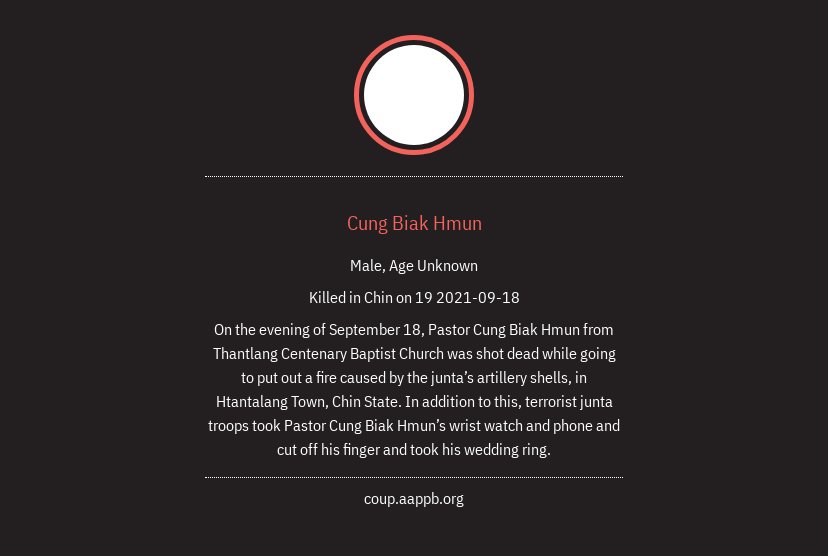 Cung Biak Hmun
Male, Age Unknown
Killed in Chin on 19 2021-09-18
On the evening of September 18, Pastor Cung Biak Hmun from
Thantlang Centenary Baptist Church was shot dead while going
to put out a fire caused by the junta’s artillery shells, in
Htantalang Town, Chin State. In addition to this, terrorist junta
troops took Pastor Cung Biak Hmun’s wrist watch and phone and
cut off his finger and took his wedding ring.
coup.aappb.org